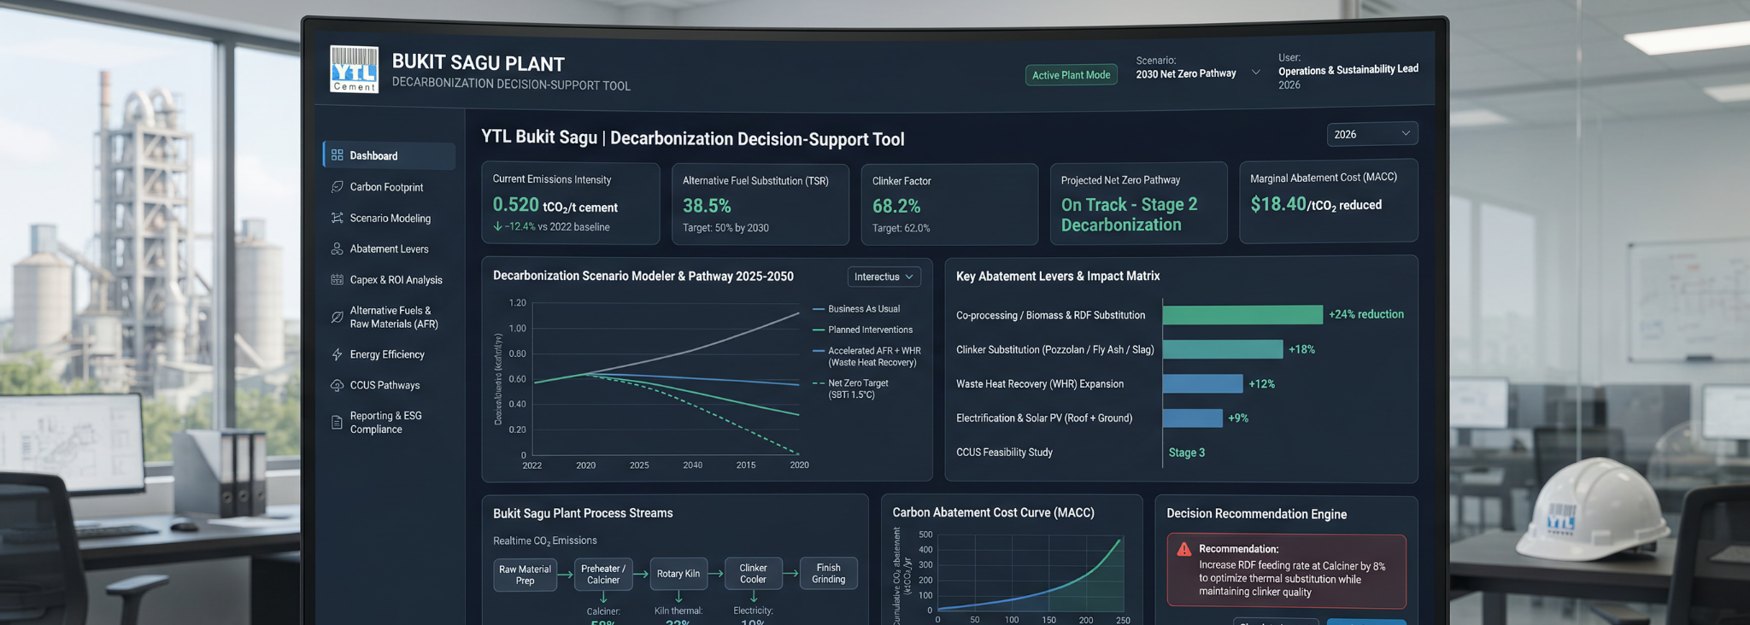 YTL
Cement
BUKIT SAGU PLANT
DECARBONIZATION DECISION-SUPPORT TOOL
Active Plant Mode
Scenario:
2030 Net Zero Pathway
User:
Operations & Sustainability Lead
2026
Dashboard
Carbon Footprint
Scenario Modeling
Abatement Levers
Capex & ROI Analysis
Alternative Fuels &
Raw Materials (AFR)
Energy Efficiency
CCUS Pathways
Reporting & ESG
Compliance
YTL Bukit Sagu | Decarbonization Decision-Support Tool
2026
Current Emissions Intensity
0.520 tCO₂/t cement
↓ -12.4% vs 2022 baseline
Alternative Fuel Substitution (TSR)
38.5%
Target: 50% by 2030
Clinker Factor
68.2%
Target: 62.0%
Projected Net Zero Pathway
On Track - Stage 2
Decarbonization
Marginal Abatement Cost (MACC)
$18.40/tCO₂ reduced
Decarbonization Scenario Modeler & Pathway 2025-2050
Interectius
1.20
1.00
0.80
0.60
0.40
0.20
0
2022 2020 2025 2040 2015 2020
Business As Usual
Planned Interventions
Accelerated AFR + WHR
(Waste Heat Recovery)
Net Zero Target
(SBTi 1.5°C)
Key Abatement Levers & Impact Matrix
Co-processing / Biomass & RDF Substitution +24% reduction
Clinker Substitution (Pozzolan / Fly Ash / Slag) +18%
Waste Heat Recovery (WHR) Expansion +12%
Electrification & Solar PV (Roof + Ground) +9%
CCUS Feasibility Study Stage 3
Bukit Sagu Plant Process Streams
Realtime CO₂ Emissions
Raw Material
Prep
Preheater /
Calciner
Rotary Kiln
Clinker
Cooler
Finish
Grinding
Calciner:
Kiln thermal:
Electricity:
Carbon Abatement Cost Curve (MACC)
500
400
300
200
100
0
0 50 100 150 200 250
Decision Recommendation Engine
Recommendation:
Increase RDF feeding rate at Calciner by 8%
to optimize thermal substitution while
maintaining clinker quality
YTL